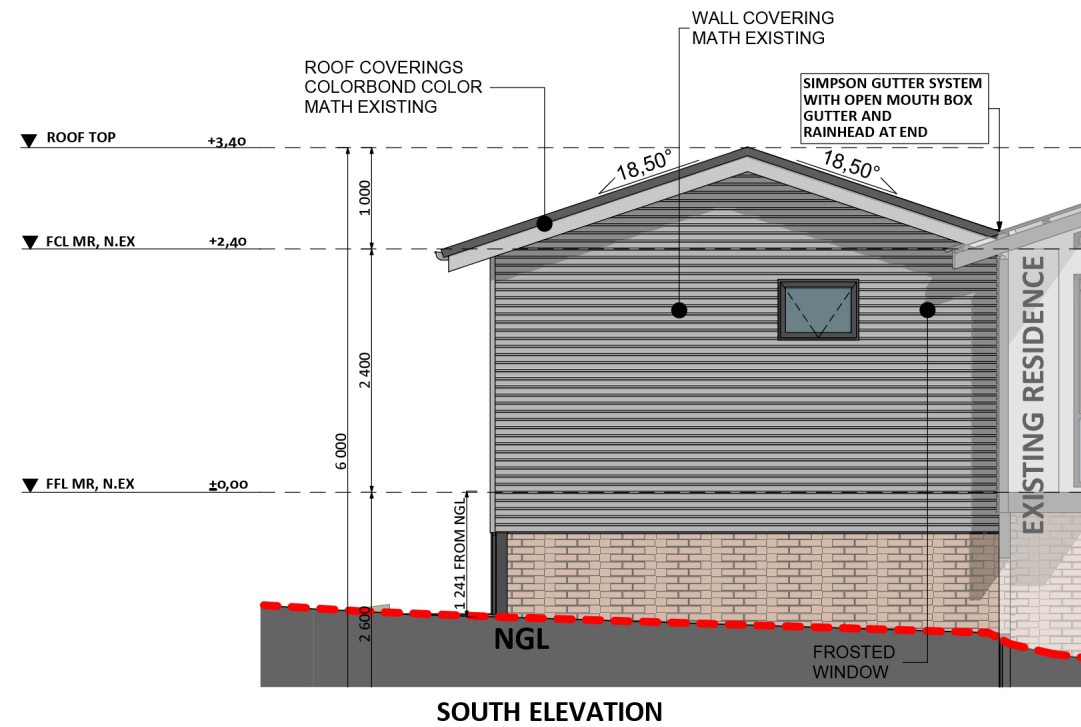 WALL COVERING
MATH EXISTING
ROOF COVERINGS
COLORBOND COLOR
MATH EXISTING
SIMPSON GUTTER SYSTEM
WITH OPEN MOUTH BOX
GUTTER AND
RAINHEAD AT END
ROOF TOP +3,40
18,50°
18,50°
1 000
FCL MR, N.EX +2,40
EXISTING RESIDENCE
2 400
6 000
FFL MR, N.EX ±0,00
1 241 FROM NGL
2 600
NGL
FROSTED
WINDOW
SOUTH ELEVATION